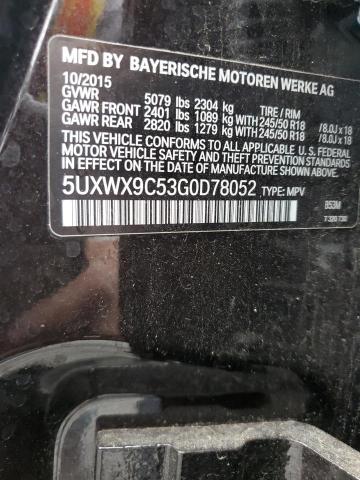 MFD BY BAYERISCHE MOTOREN WERKE AG
10/2015
GVWR 5079 lbs 2304 kg TIRE / RIM
GAWR FRONT 2401 lbs 1089 kg WITH 245/50 R18 / 8.0J x 18
GAWR REAR 2820 lbs 1279 kg WITH 245/50 R18 / 8.0J x 18
THIS VEHICLE CONFORMS TO ALL APPLICABLE U.S.
FEDERAL MOTOR VEHICLE SAFETY STANDARDS
IN EFFECT ON THE DATE OF MANUFACTURE SHOWN ABOVE.
5UXWX9C53G0D78052 TYPE: MPV
B53M